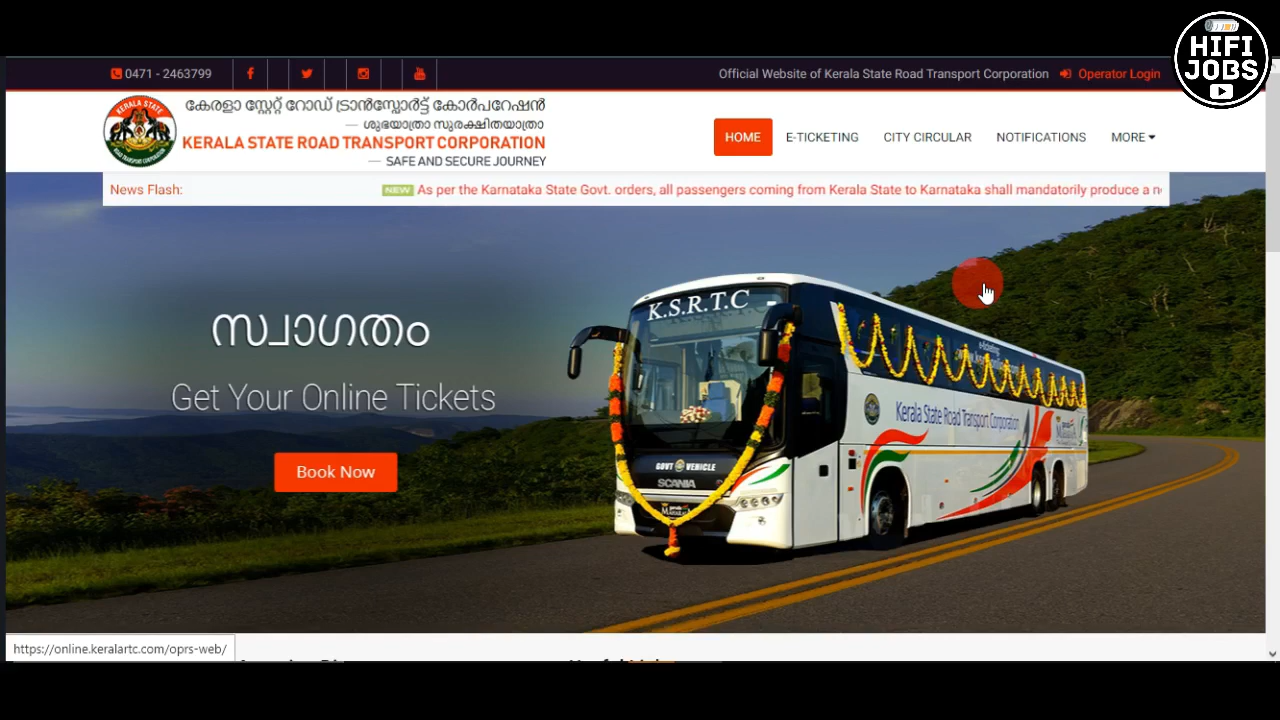 HIFI
JOBS
0471 - 2463799
Official Website of Kerala State Road Transport Corporation
Operator Login
കേരളാ സ്റ്റേറ്റ് റോഡ് ട്രാൻസ്പോർട്ട് കോർപറേഷൻ
— ശുഭയാത്രാ സുരക്ഷിതയാത്രാ
KERALA STATE ROAD TRANSPORT CORPORATION
— SAFE AND SECURE JOURNEY
HOME
E-TICKETING
CITY CIRCULAR
NOTIFICATIONS
MORE
News Flash:
NEW As per the Karnataka State Govt. orders, all passengers coming from Kerala State to Karnataka shall mandatorily produce a n
K.S.R.T.C
സ്വാഗതം
Get Your Online Tickets
Book Now
Kerala State Road Transport Corporation
GOVT VEHICLE
SCANIA
https://online.keralartc.com/oprs-web/